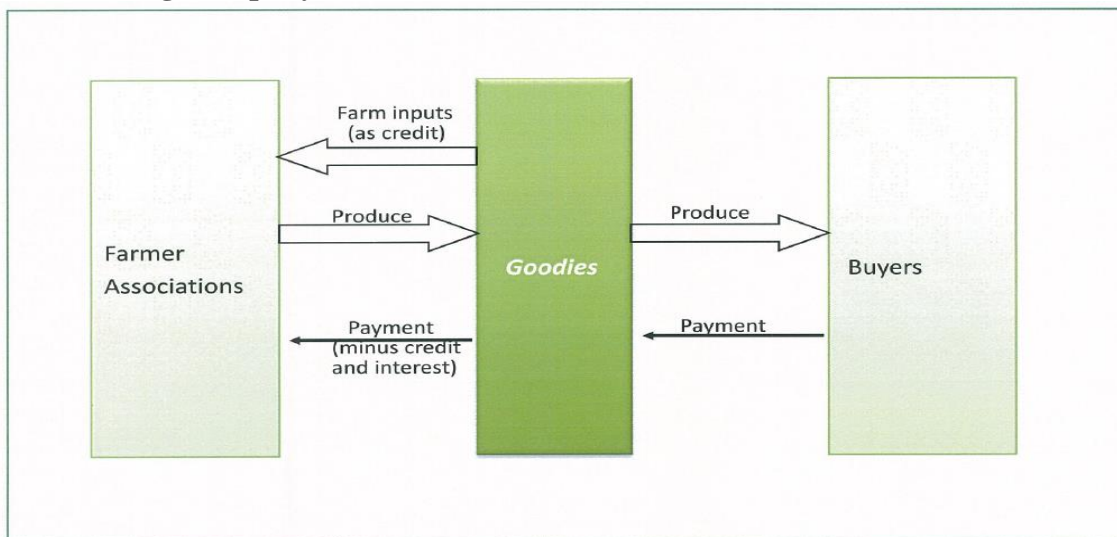 Farm inputs
(as credit)
Produce
Produce
Farmer
Associations
Goodies
Buyers
Payment
(minus credit
and interest)
Payment